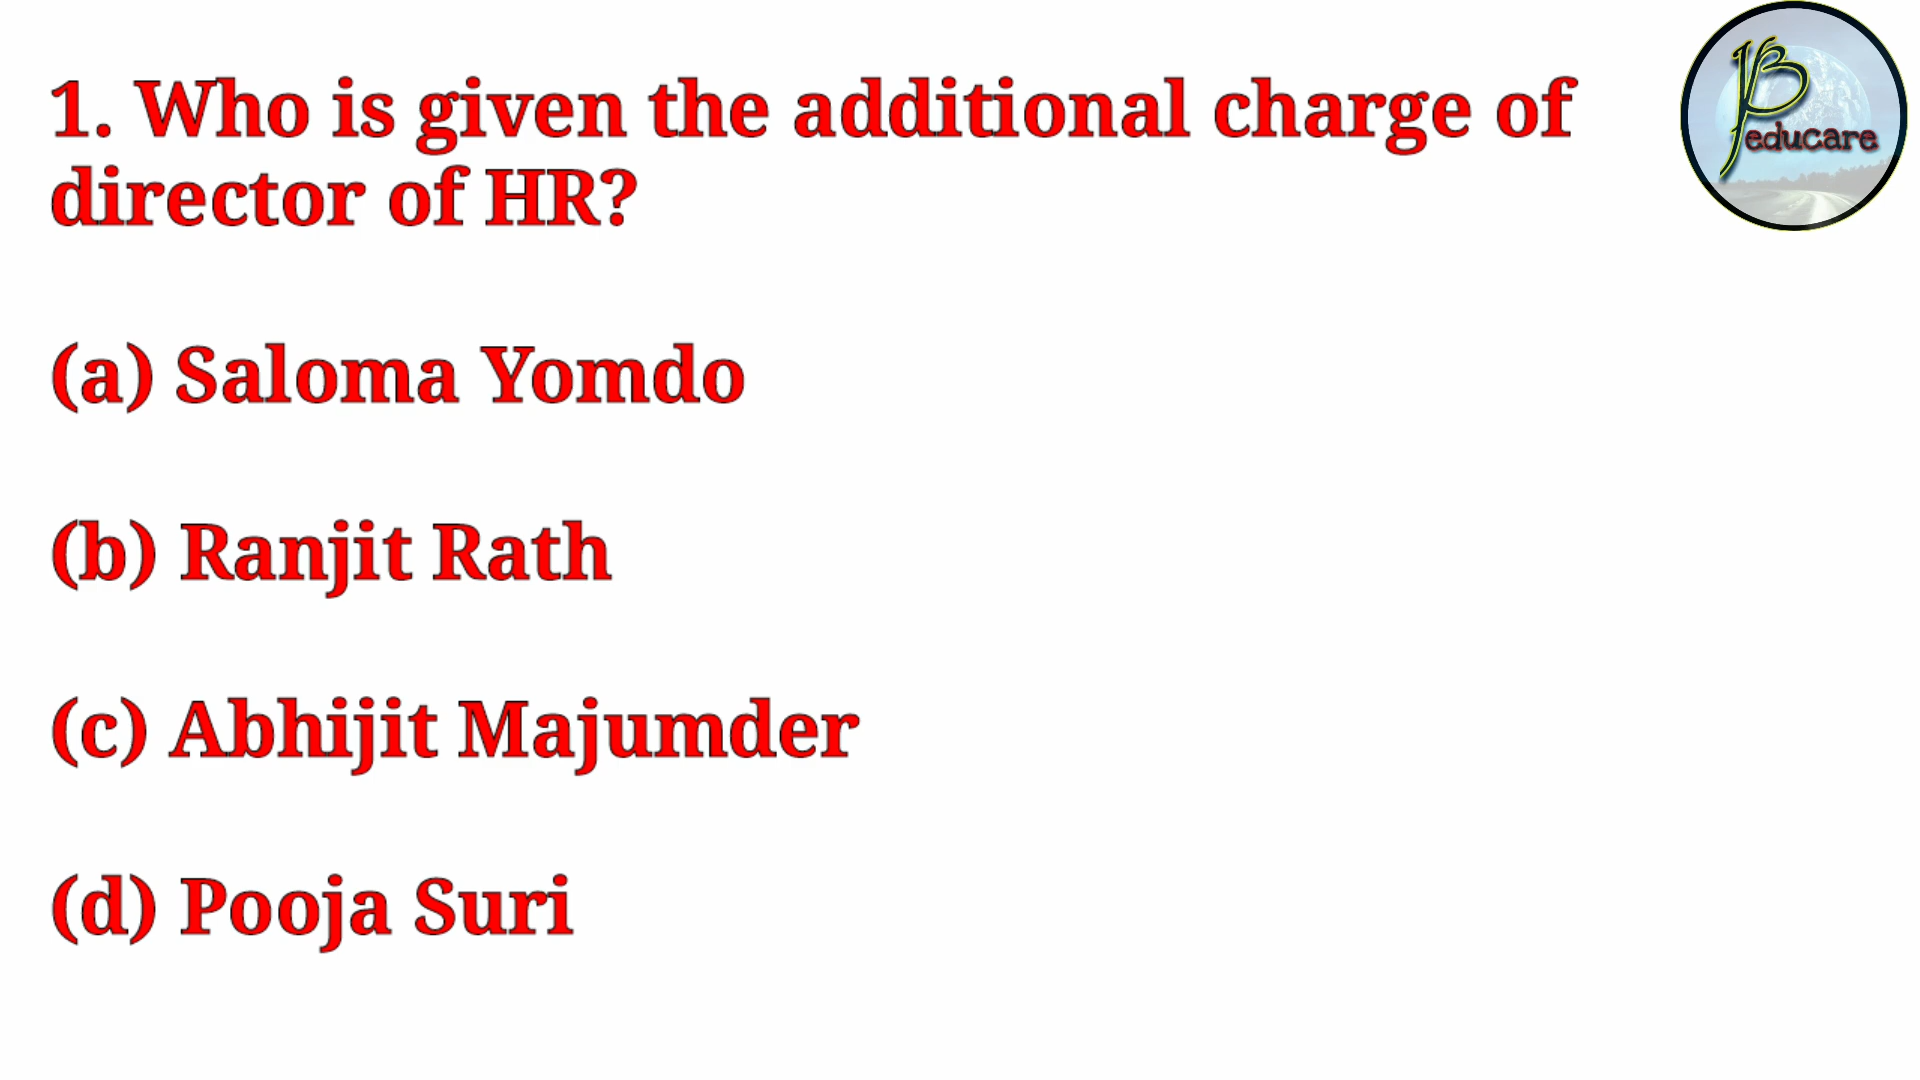 1. Who is given the additional charge of
director of HR?
(a) Saloma Yomdo
(b) Ranjit Rath
(c) Abhijit Majumder
(d) Pooja Suri
educare